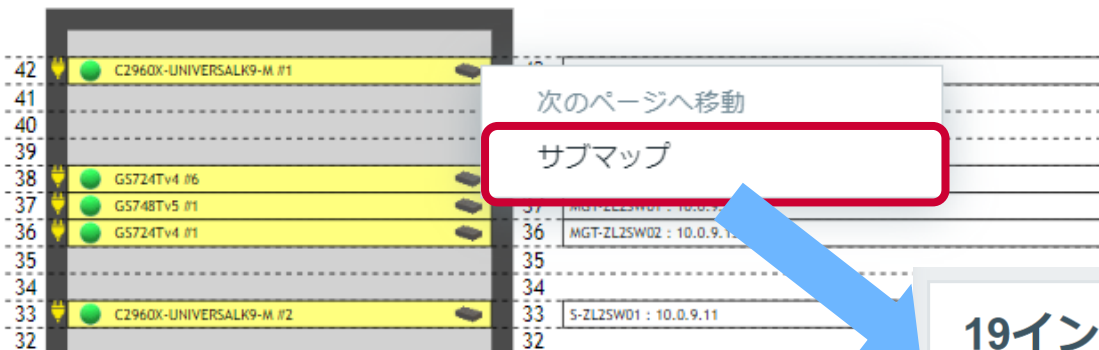 42 C2960X-UNIVERSALK9-M #1
次のページへ移動
41
40
サブマップ
39
38 GS724Tv4 #6
37 GS748Tv5 #1 37
36 GS724Tv4 #1 36 MGT-ZL2SW02 : 10.0.9.
35 35
34 34
33 C2960X-UNIVERSALK9-M #2 33 S-ZL2SW01 : 10.0.9.11
32 32
19イン